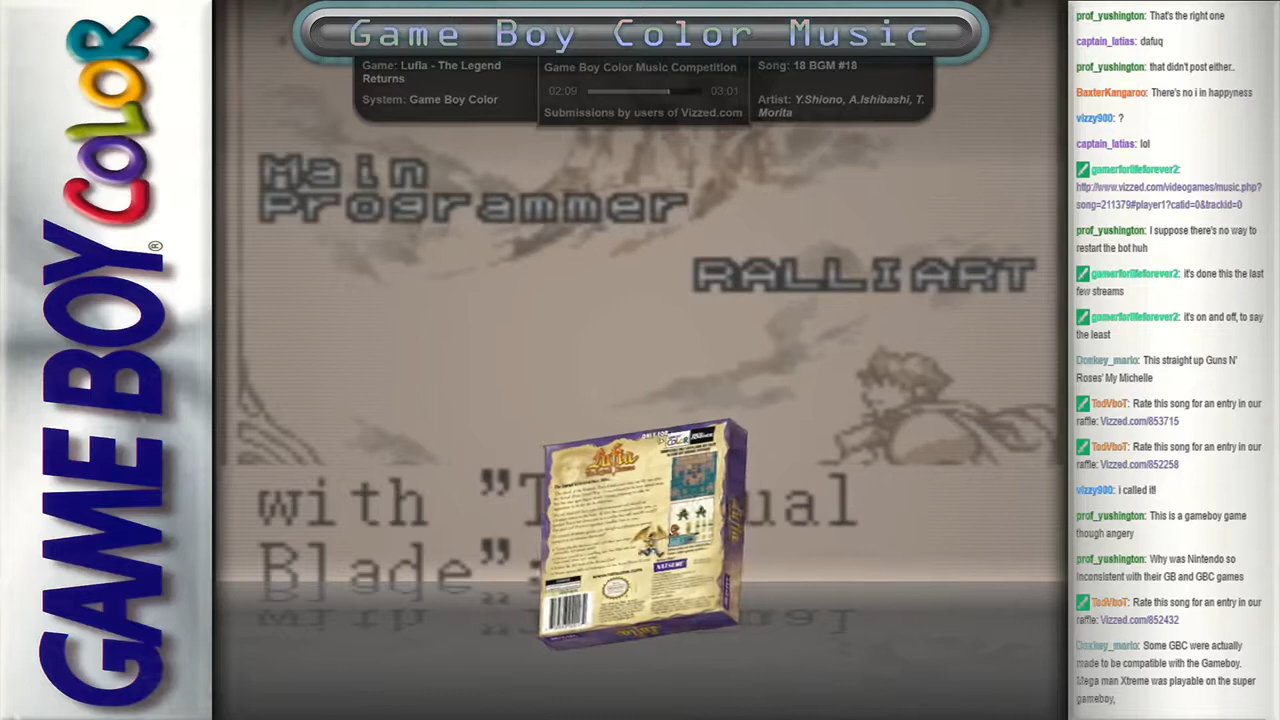 GAME BOY COLOR
®
Game Boy Color Music
Game: Lufia - The Legend
Returns
System: Game Boy Color
Game Boy Color Music Competition
02:09
03:01
Submissions by users of Vizzed.com
Song: 18 BGM #18
Artist: Y.Shiono, A.Ishibashi, T.
Morita
Main
Programmer
RALLIART
with "T
ual
Blade"
Lufia
www.natsume.com
NATSUME
prof_yushington: That's the right one
captain_latias: dafuq
prof_yushington: that didn't post either..
BaxterKangaroo: There's no i in happyness
vizzy900: ?
captain_latias: lol
gamerforlifeforever2:
http://www.vizzed.com/videogames/music.php?
song=211379#player1?catid=0&trackid=0
prof_yushington: I suppose there's no way to
restart the bot huh
gamerforlifeforever2: it's done this the last
few streams
gamerforlifeforever2: it's on and off, to say
the least
Donkey_mario: This straight up Guns N'
Roses' My Michelle
TodVboT: Rate this song for an entry in our
raffle: Vizzed.com/853715
TodVboT: Rate this song for an entry in our
raffle: Vizzed.com/852258
vizzy900: i called it!
prof_yushington: This is a gameboy game
though angery
prof_yushington: Why was Nintendo so
inconsistent with their GB and GBC games
TodVboT: Rate this song for an entry in our
raffle: Vizzed.com/852432
Donkey_mario: Some GBC were actually
made to be compatible with the Gameboy.
Mega man Xtreme was playable on the super
gameboy,